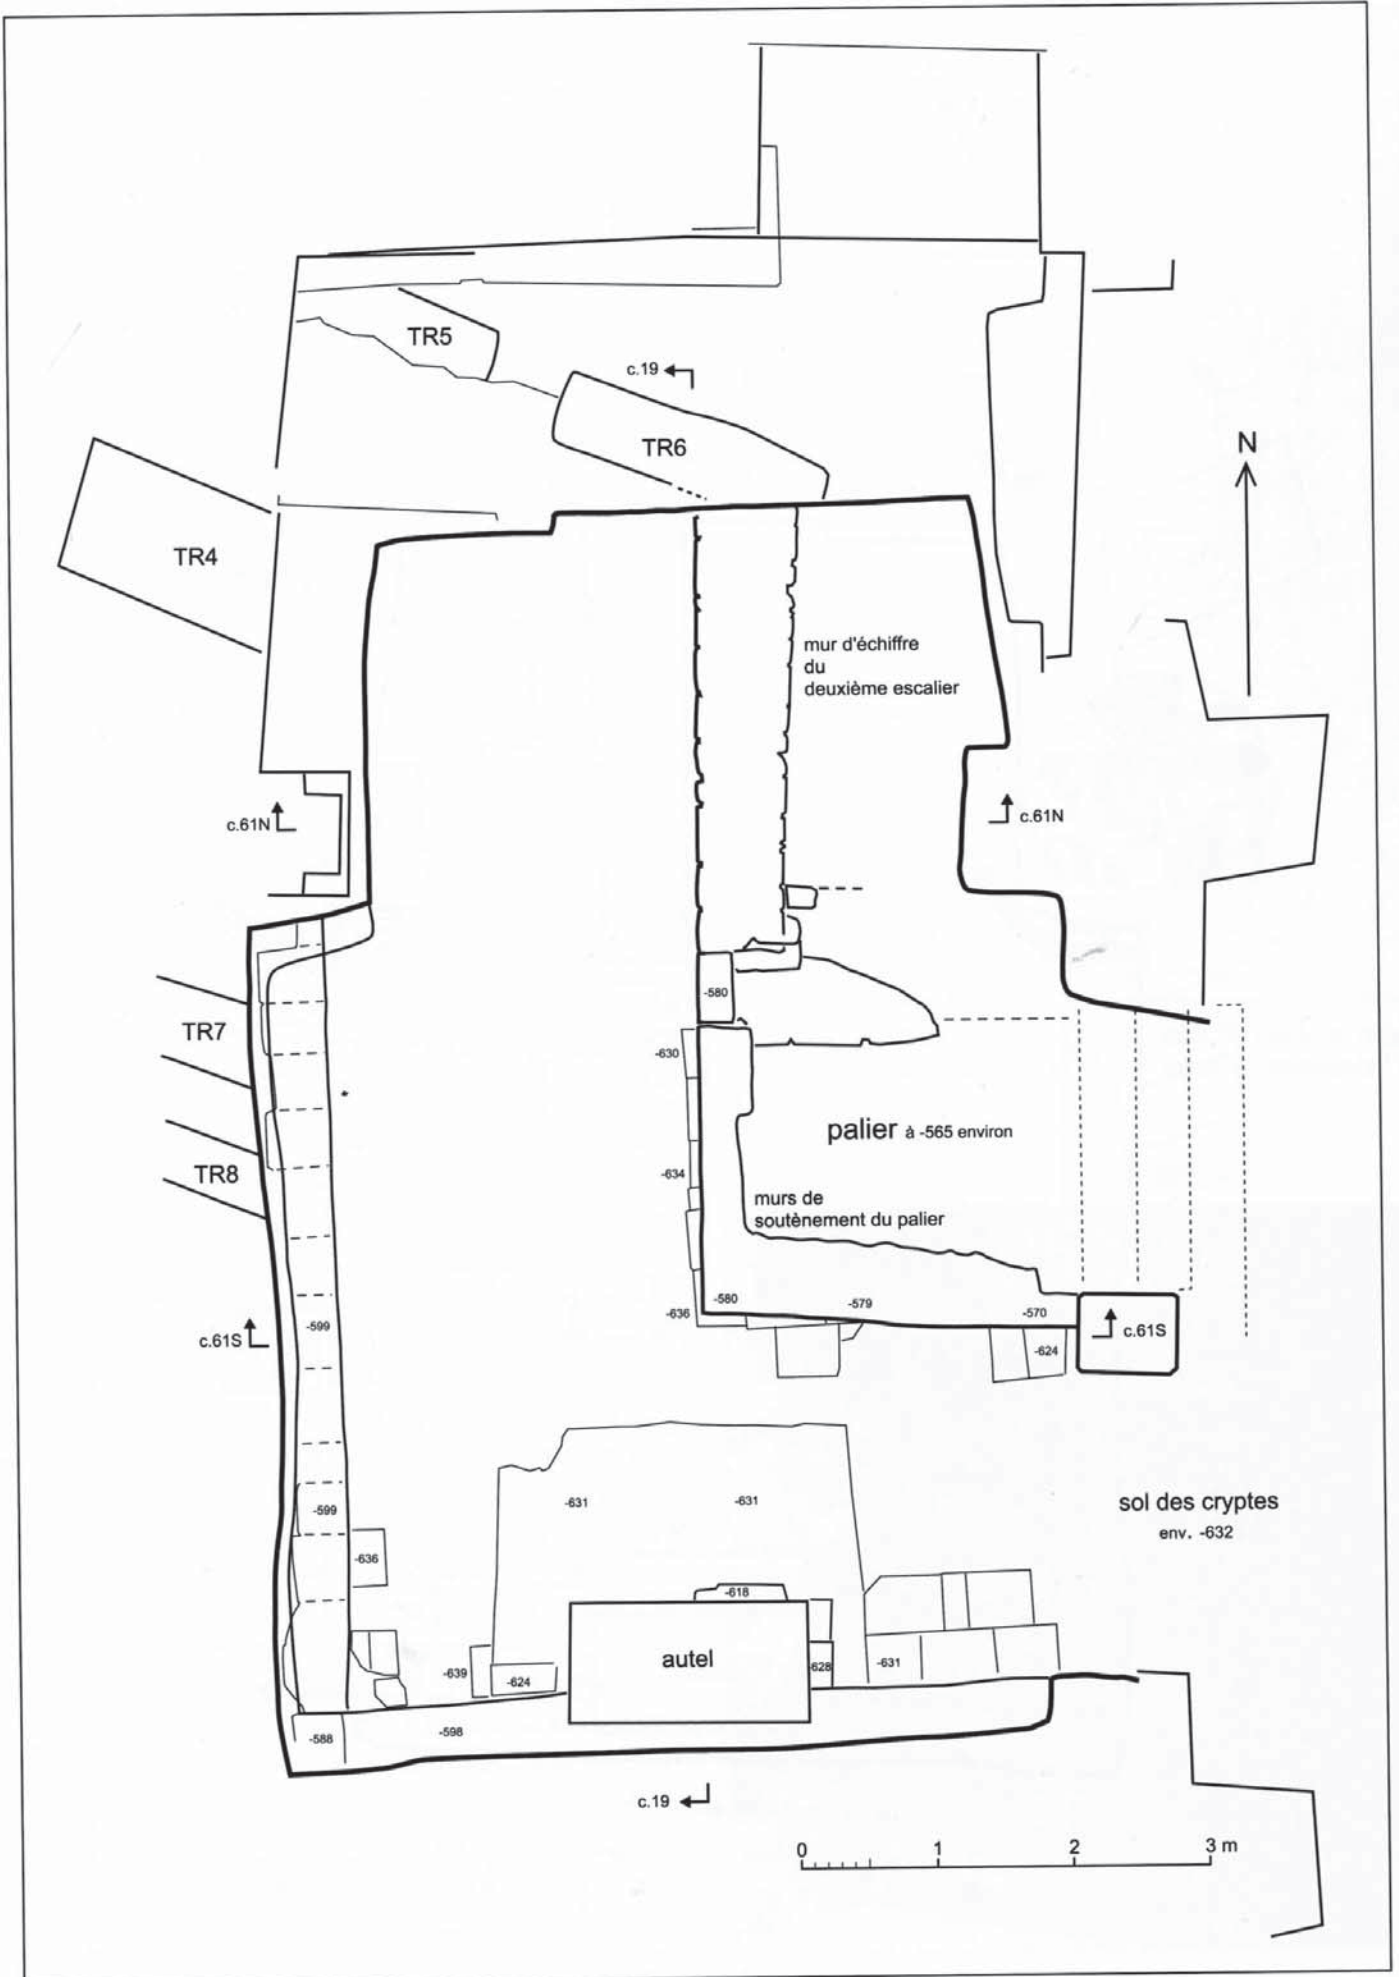 TR5
c.19
TR6
N
TR4
mur d'échiffre
du
deuxième escalier
c.61N
c.61N
-580
TR7
-630
palier à -565 environ
TR8
-634
murs de
soutènement du palier
-580
-579
-570
-636
-599
c.61S
c.61S
-624
-631
-631
sol des cryptes
env. -632
-599
-636
-618
autel
-639
-624
-628
-631
-588
-598
c.19
0
1
2
3 m